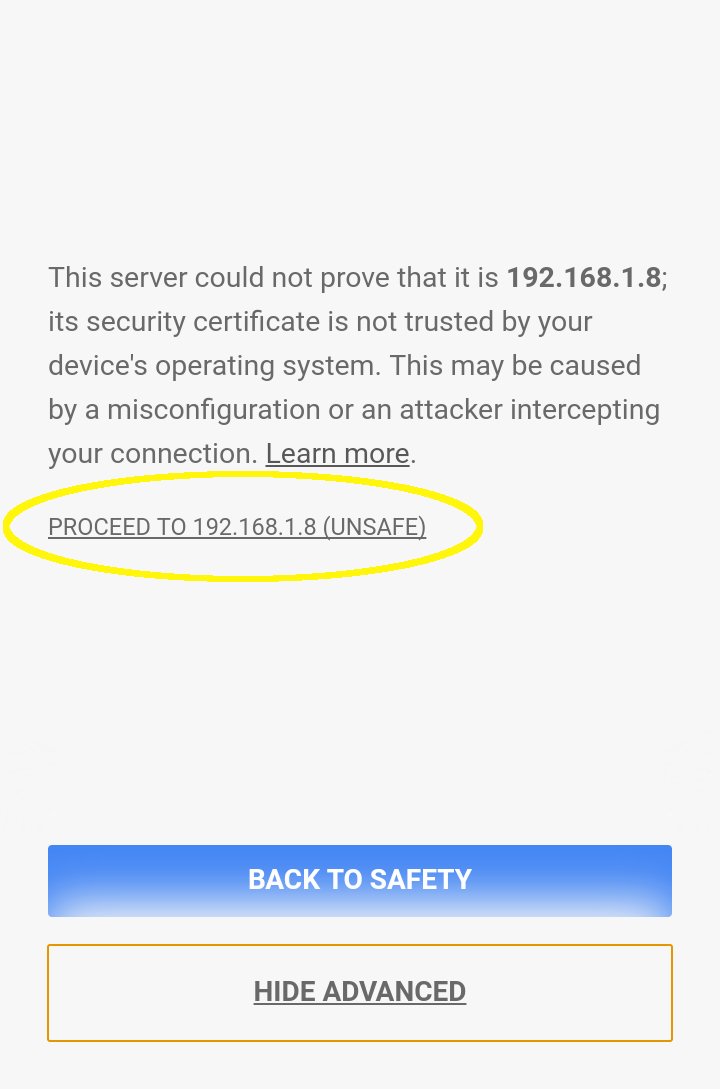 This server could not prove that it is 192.168.1.8;
its security certificate is not trusted by your
device's operating system. This may be caused
by a misconfiguration or an attacker intercepting
your connection. Learn more.
PROCEED TO 192.168.1.8 (UNSAFE)
BACK TO SAFETY
HIDE ADVANCED